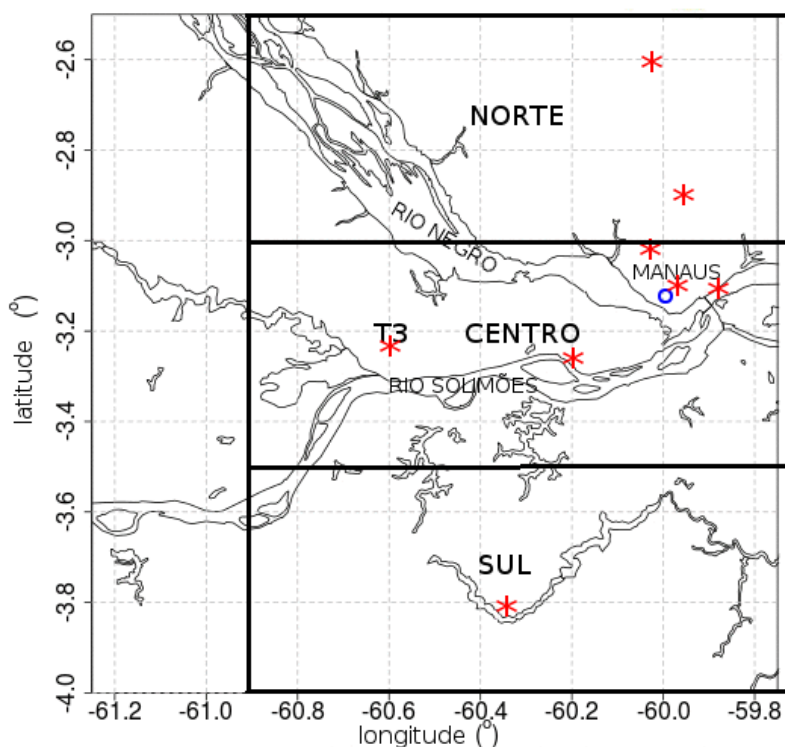 -2.6
-2.8
-3.0
-3.2
-3.4
-3.6
-3.8
-4.0
latitude (°)
NORTE
RIO NEGRO
MANAUS
T3
CENTRO
RIO SOLIMÕES
SUL
-61.2 -61.0 -60.8 -60.6 -60.4 -60.2 -60.0 -59.8
longitude (°)